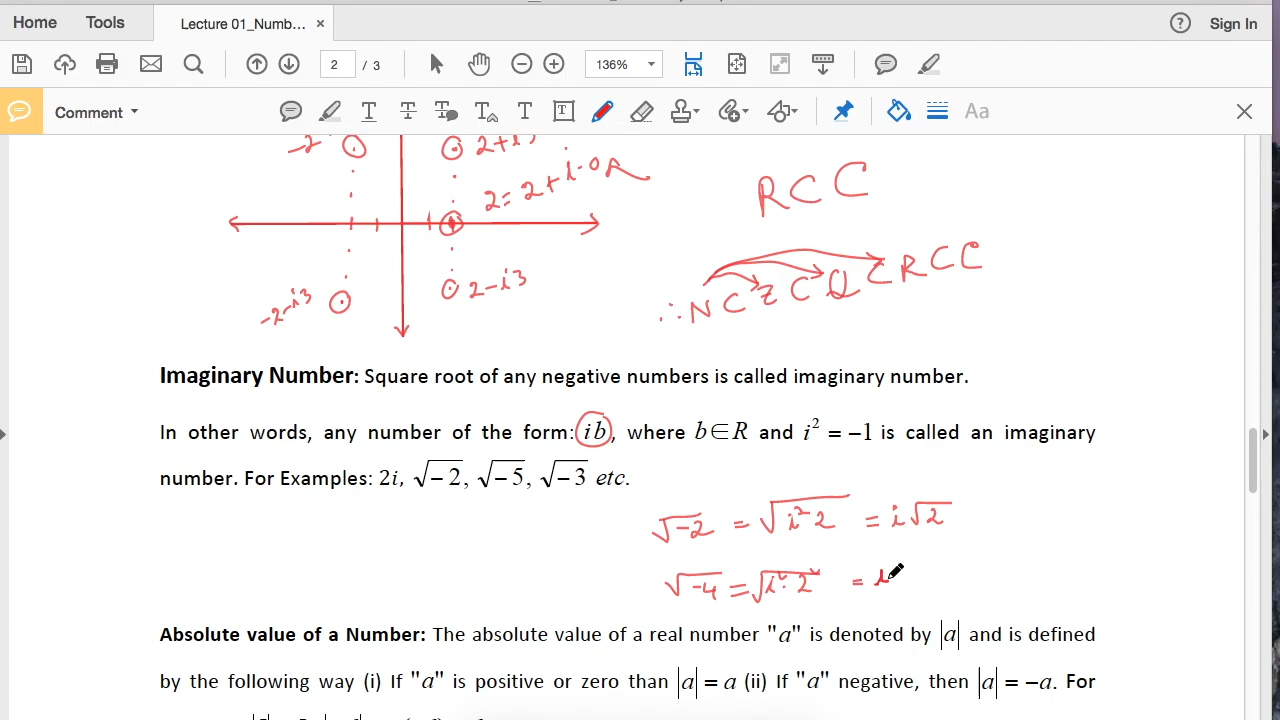 Home Tools Lecture 01_Numb... × ? Sign In
2 / 3 136%
Comment T T T T T Aa
-2 2+i3
2=2+i·0
R ⊂ C
-2-i3 2-i3
∴ N ⊂ Z ⊂ Q ⊂ R ⊂ C
Imaginary Number: Square root of any negative numbers is called imaginary number.
In other words, any number of the form: ib, where b∈R and i² = −1 is called an imaginary
number. For Examples: 2i, √−2, √−5, √−3 etc.
√−2 = √i²2 = i√2
√−4 = √i²·2² = i
Absolute value of a Number: The absolute value of a real number "a" is denoted by |a| and is defined
by the following way (i) If "a" is positive or zero than |a| = a (ii) If "a" negative, then |a| = −a. For